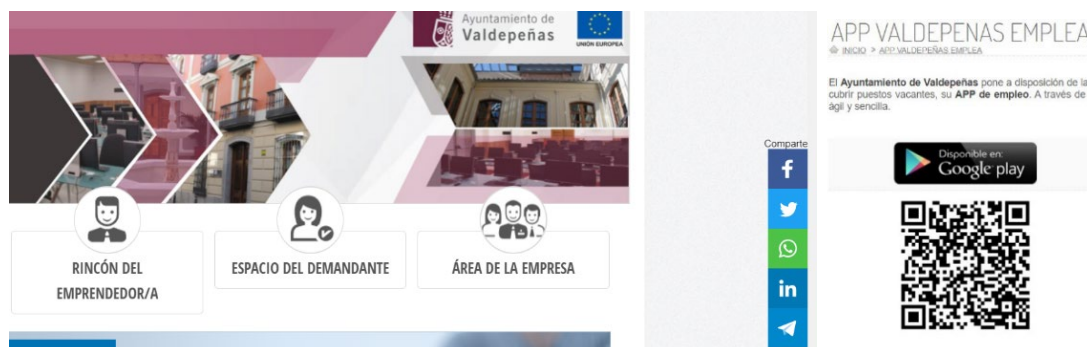 Ayuntamiento de
Valdepeñas
UNIÓN EUROPEA
RINCÓN DEL
EMPRENDEDOR/A
ESPACIO DEL DEMANDANTE
ÁREA DE LA EMPRESA
Comparte
f
in
APP VALDEPEÑAS EMPLEA
INICIO > APP VALDEPEÑAS EMPLEA
El Ayuntamiento de Valdepeñas pone a disposición de la
cubrir puestos vacantes, su APP de empleo. A través de
ágil y sencilla.
Disponible en:
Google play